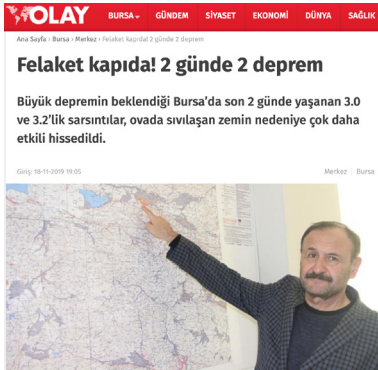 OLAY
BURSA GÜNDEM SİYASET EKONOMİ DÜNYA SAĞLIK
Ana Sayfa › Bursa › Merkez › Felaket kapıda! 2 günde 2 deprem
Felaket kapıda! 2 günde 2 deprem
Büyük depremin beklendiği Bursa’da son 2 günde yaşanan 3.0
ve 3.2’lik sarsıntılar, ovada sıvılaşan zemin nedeniyle çok daha
etkili hissedildi.
Giriş: 18-11-2019 19:05 Merkez Bursa